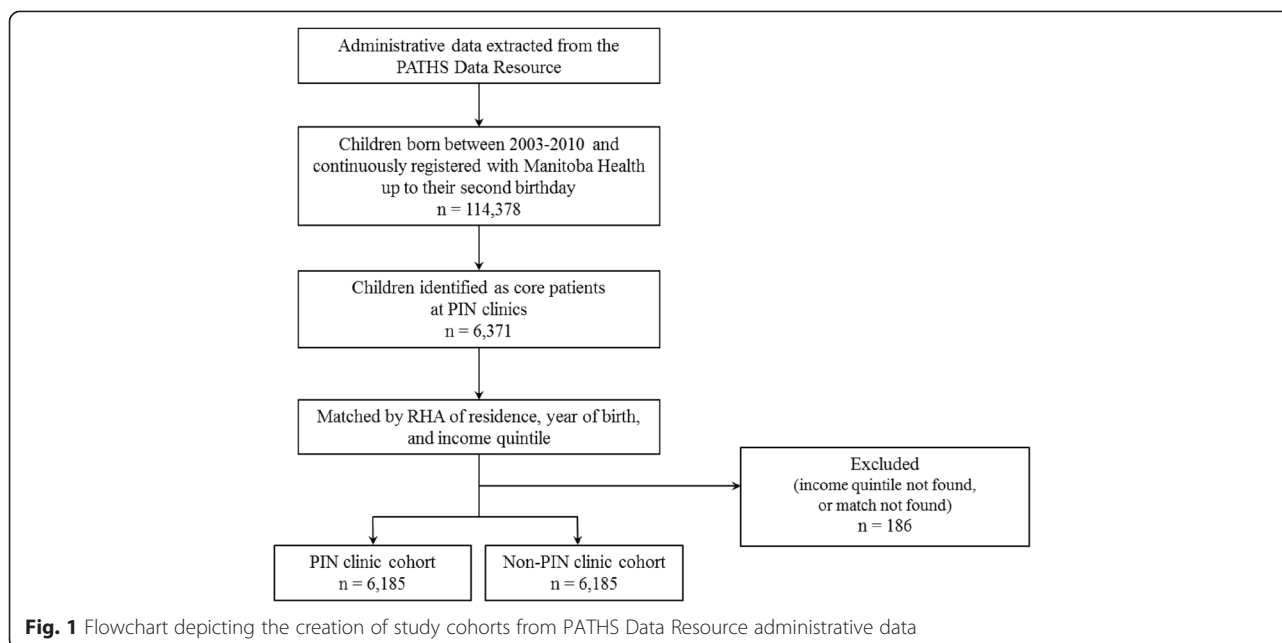 Administrative data extracted from the
PATHS Data Resource
Children born between 2003-2010 and
continuously registered with Manitoba Health
up to their second birthday
n = 114,378
Children identified as core patients
at PIN clinics
n = 6,371
Matched by RHA of residence, year of birth,
and income quintile
Excluded
(income quintile not found,
or match not found)
n = 186
PIN clinic cohort
n = 6,185
Non-PIN clinic cohort
n = 6,185
Fig. 1 Flowchart depicting the creation of study cohorts from PATHS Data Resource administrative data